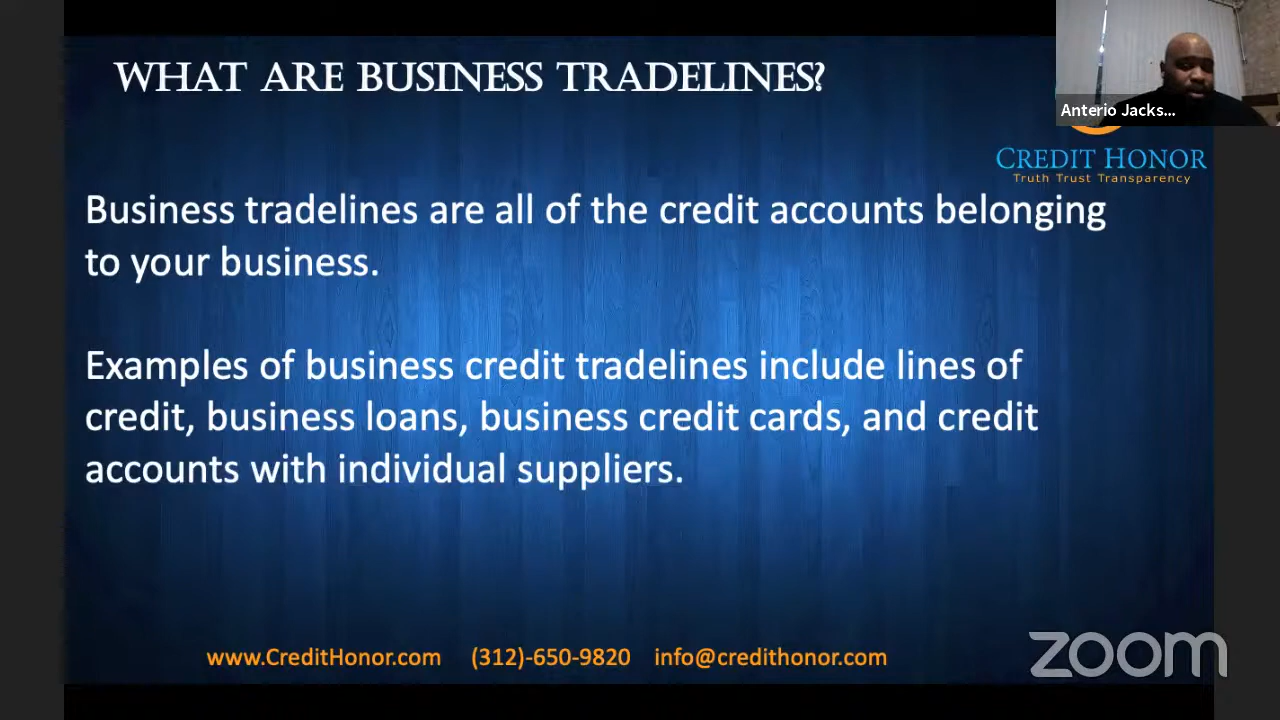 WHAT ARE BUSINESS TRADELINES?
Anterio Jacks...
CREDIT HONOR
Truth Trust Transparency
Business tradelines are all of the credit accounts belonging
to your business.
Examples of business credit tradelines include lines of
credit, business loans, business credit cards, and credit
accounts with individual suppliers.
www.CreditHonor.com (312)-650-9820 info@credithonor.com
zoom